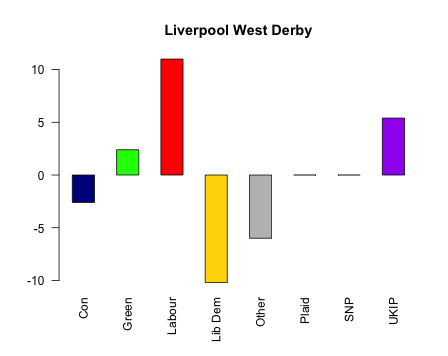 Liverpool West Derby
10
5
0
-5
-10
Con
Green
Labour
Lib Dem
Other
Plaid
SNP
UKIP